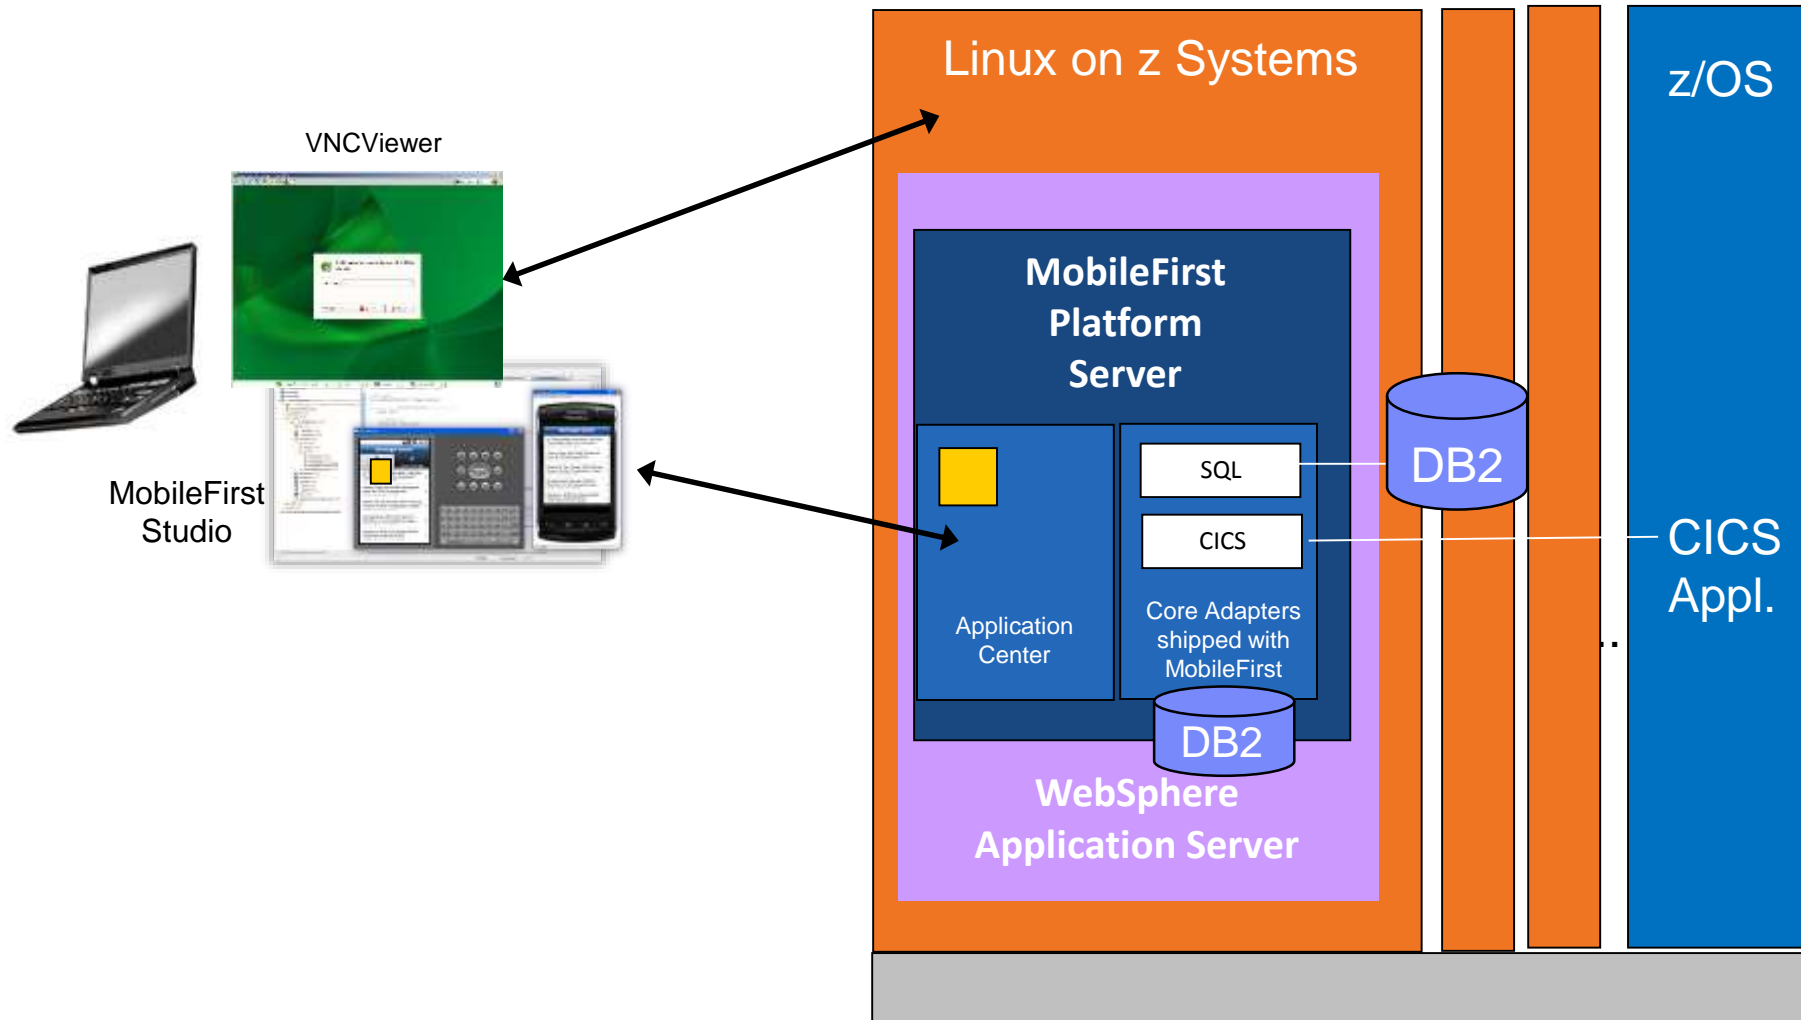 Linux on z Systems
z/OS
VNCViewer
MobileFirst
Platform
Server
SQL
DB2
MobileFirst
Studio
CICS
CICS
Appl.
Core Adapters
shipped with
MobileFirst
Application
Center
..
DB2
WebSphere
Application Server